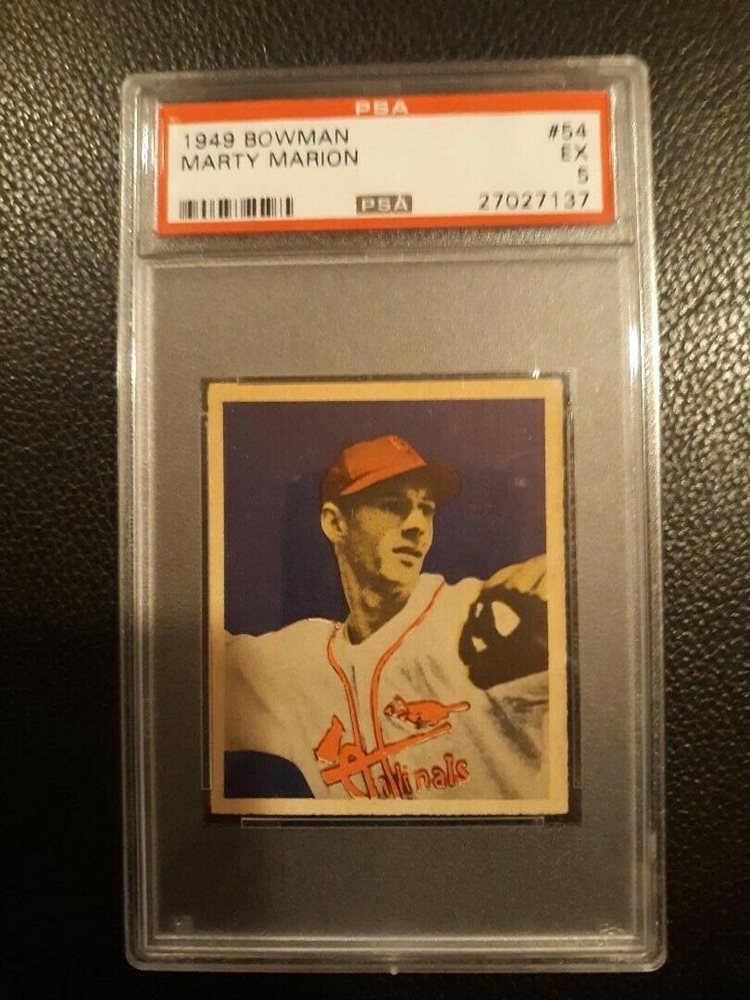 PSA
1949 BOWMAN #54
MARTY MARION EX
5
PSA 27027137
Cardinals